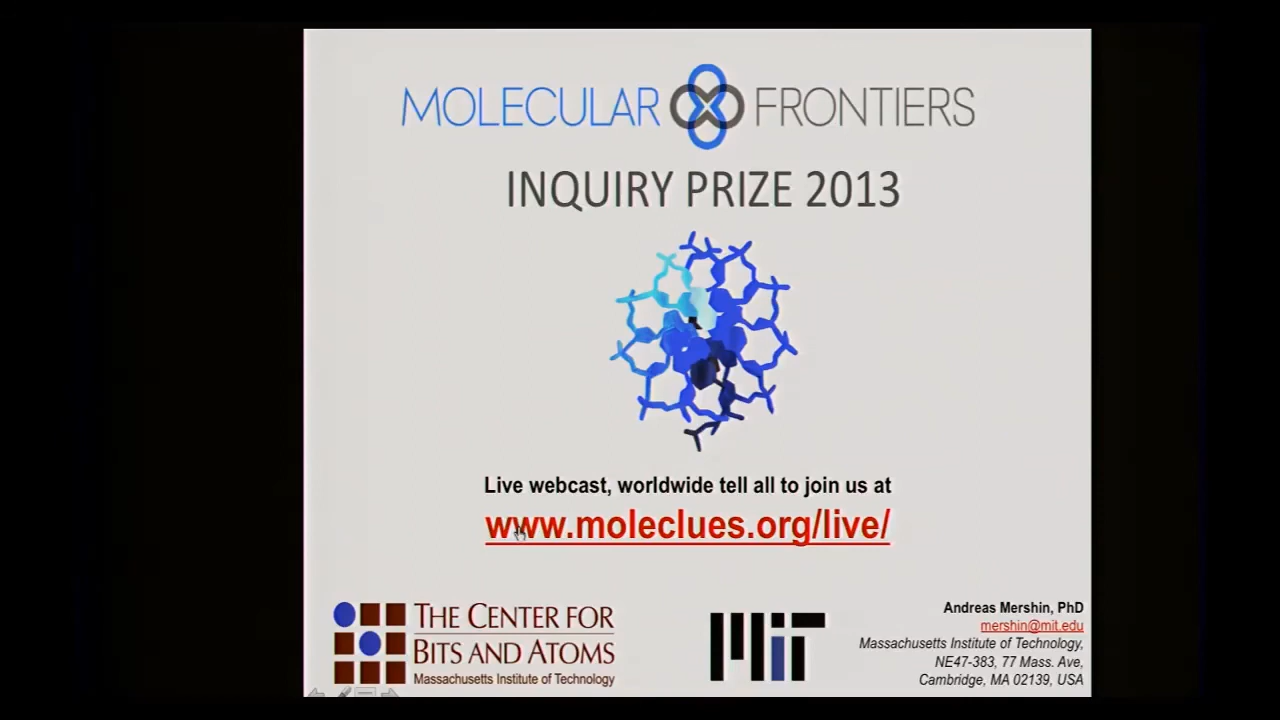 MOLECULAR FRONTIERS
INQUIRY PRIZE 2013
Live webcast, worldwide tell all to join us at
www.moleclues.org/live/
THE CENTER FOR
BITS AND ATOMS
Massachusetts Institute of Technology
MIT
Andreas Mershin, PhD
mershin@mit.edu
Massachusetts Institute of Technology,
NE47-383, 77 Mass. Ave,
Cambridge, MA 02139, USA